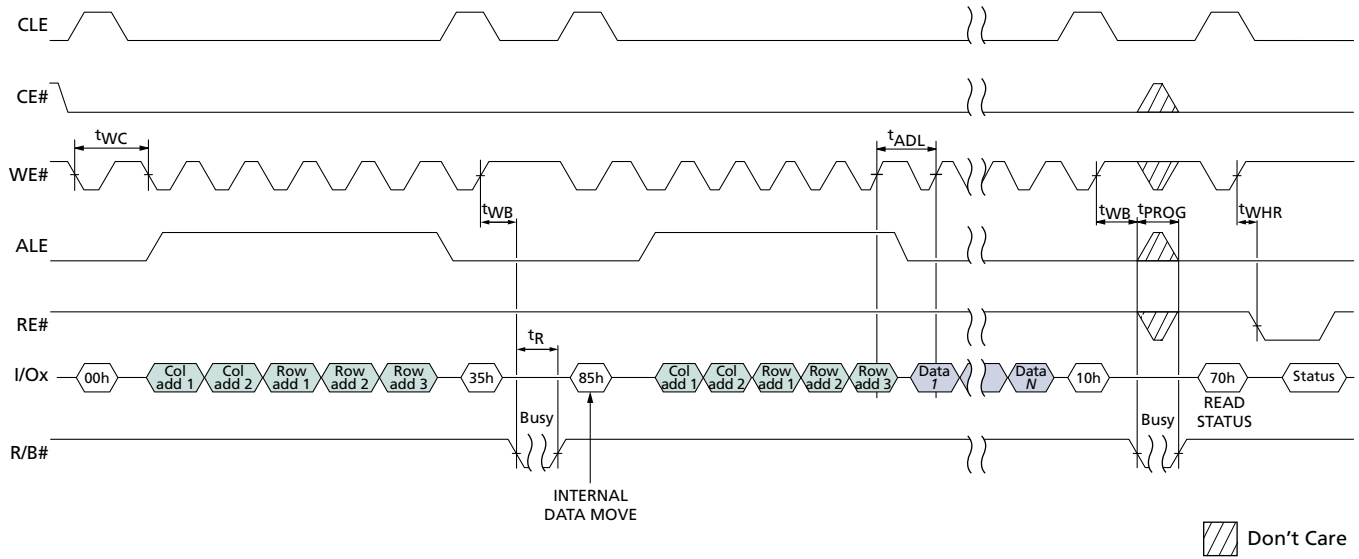 CLE
CE#
tWC
tADL
WE#
tWB
tWB
tPROG
tWHR
ALE
RE#
tR
I/Ox
00h
Col add 1
Col add 2
Row add 1
Row add 2
Row add 3
35h
85h
Col add 1
Col add 2
Row add 1
Row add 2
Row add 3
Data 1
Data N
10h
70h
Status
READ STATUS
Busy
Busy
R/B#
INTERNAL
DATA MOVE
Don't Care